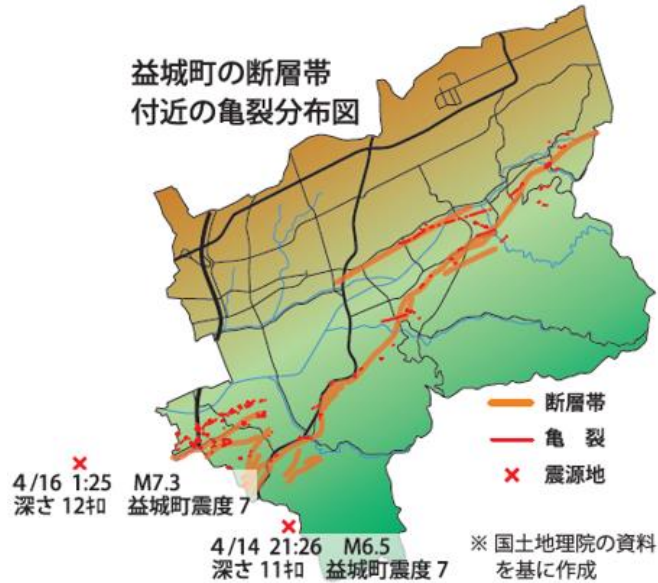 益城町の断層帯
付近の亀裂分布図
断層帯
亀　裂
震源地
4/16 1:25　M7.3
深さ 12㌔　益城町震度 7
4/14 21:26　M6.5
深さ 11㌔　益城町震度 7
※ 国土地理院の資料
を基に作成